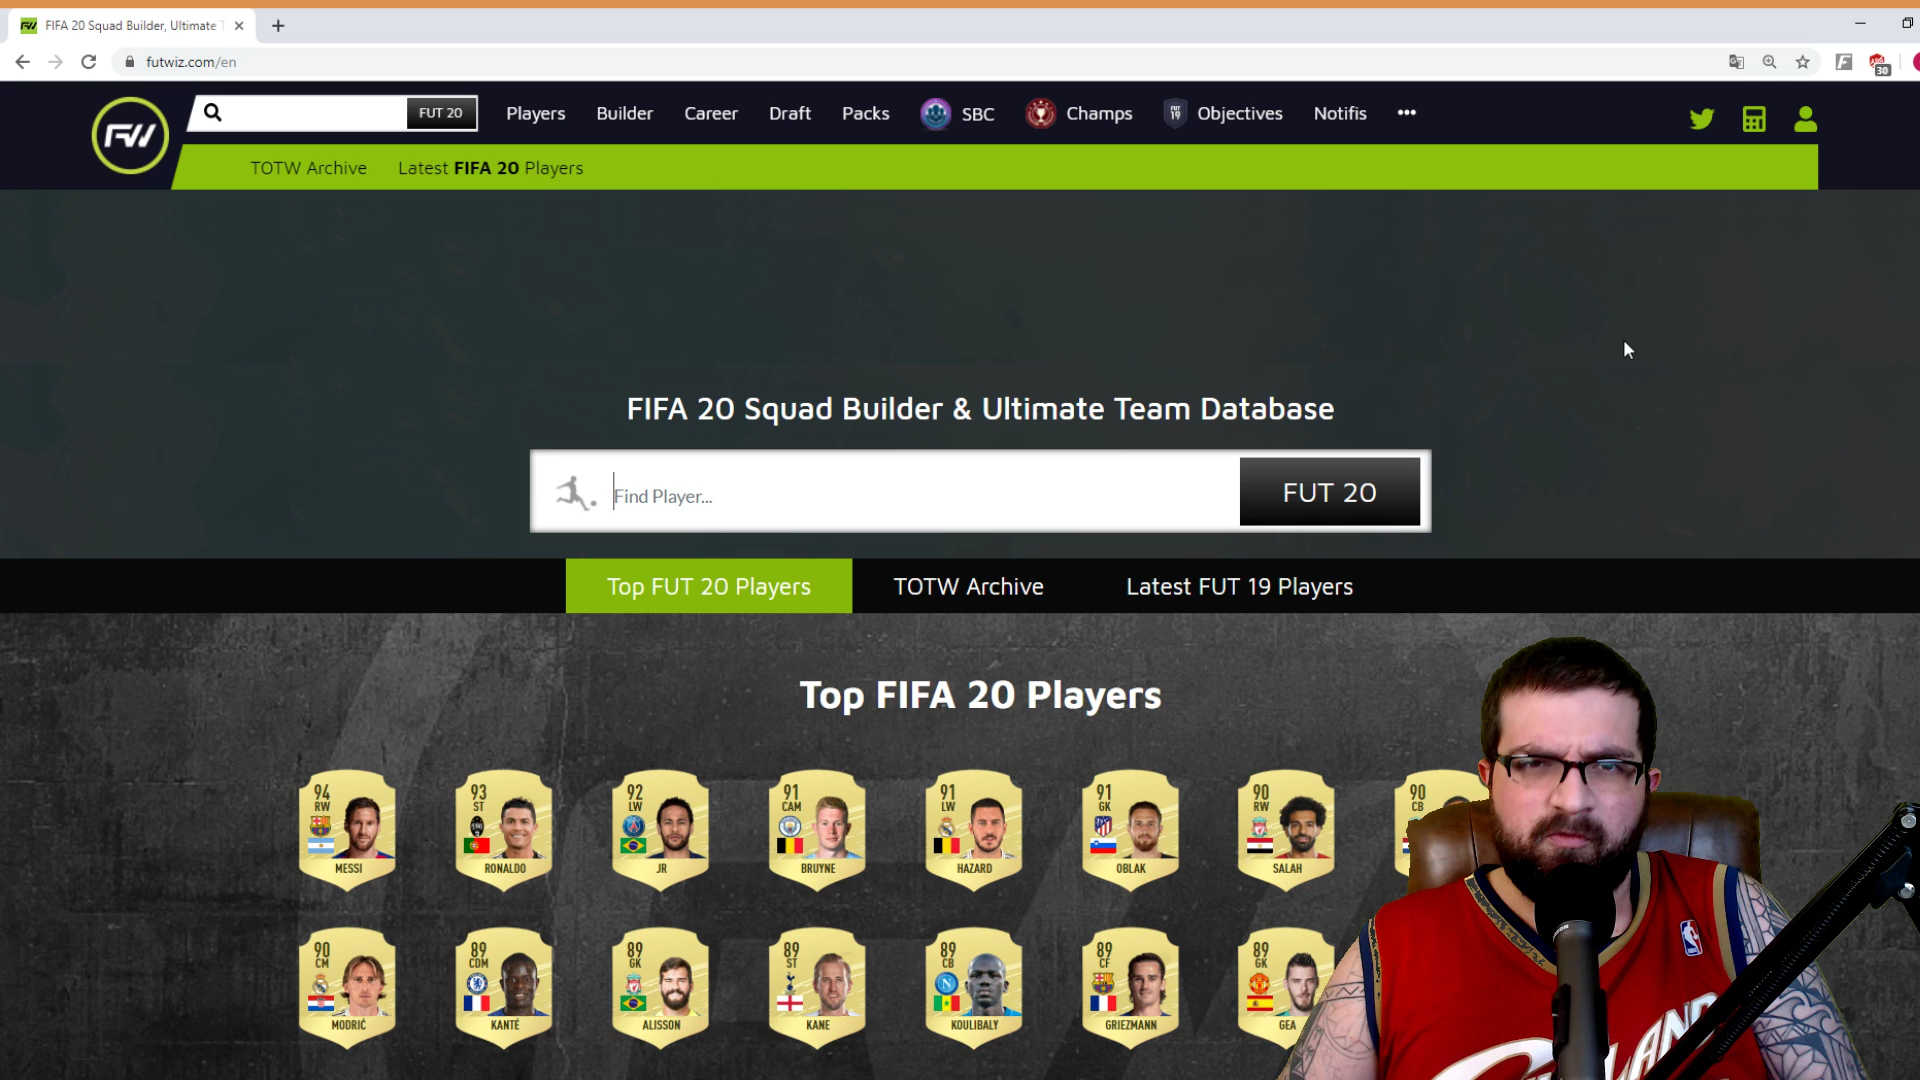 FIFA 20 Squad Builder, Ultimate T
futwiz.com/en
30
FW
FUT 20
Players
Builder
Career
Draft
Packs
SBC
Champs
Objectives
Notifis
TOTW Archive
Latest FIFA 20 Players
FIFA 20 Squad Builder & Ultimate Team Database
Find Player...
FUT 20
Top FUT 20 Players
TOTW Archive
Latest FUT 19 Players
Top FIFA 20 Players
94
RW
MESSI
93
ST
RONALDO
92
LW
JR
91
CAM
BRUYNE
91
LW
HAZARD
91
GK
OBLAK
90
RW
SALAH
90
CB
90
CM
MODRIĆ
89
CDM
KANTÉ
89
GK
ALISSON
89
ST
KANE
89
CB
KOULIBALY
89
CF
GRIEZMANN
89
GK
GEA